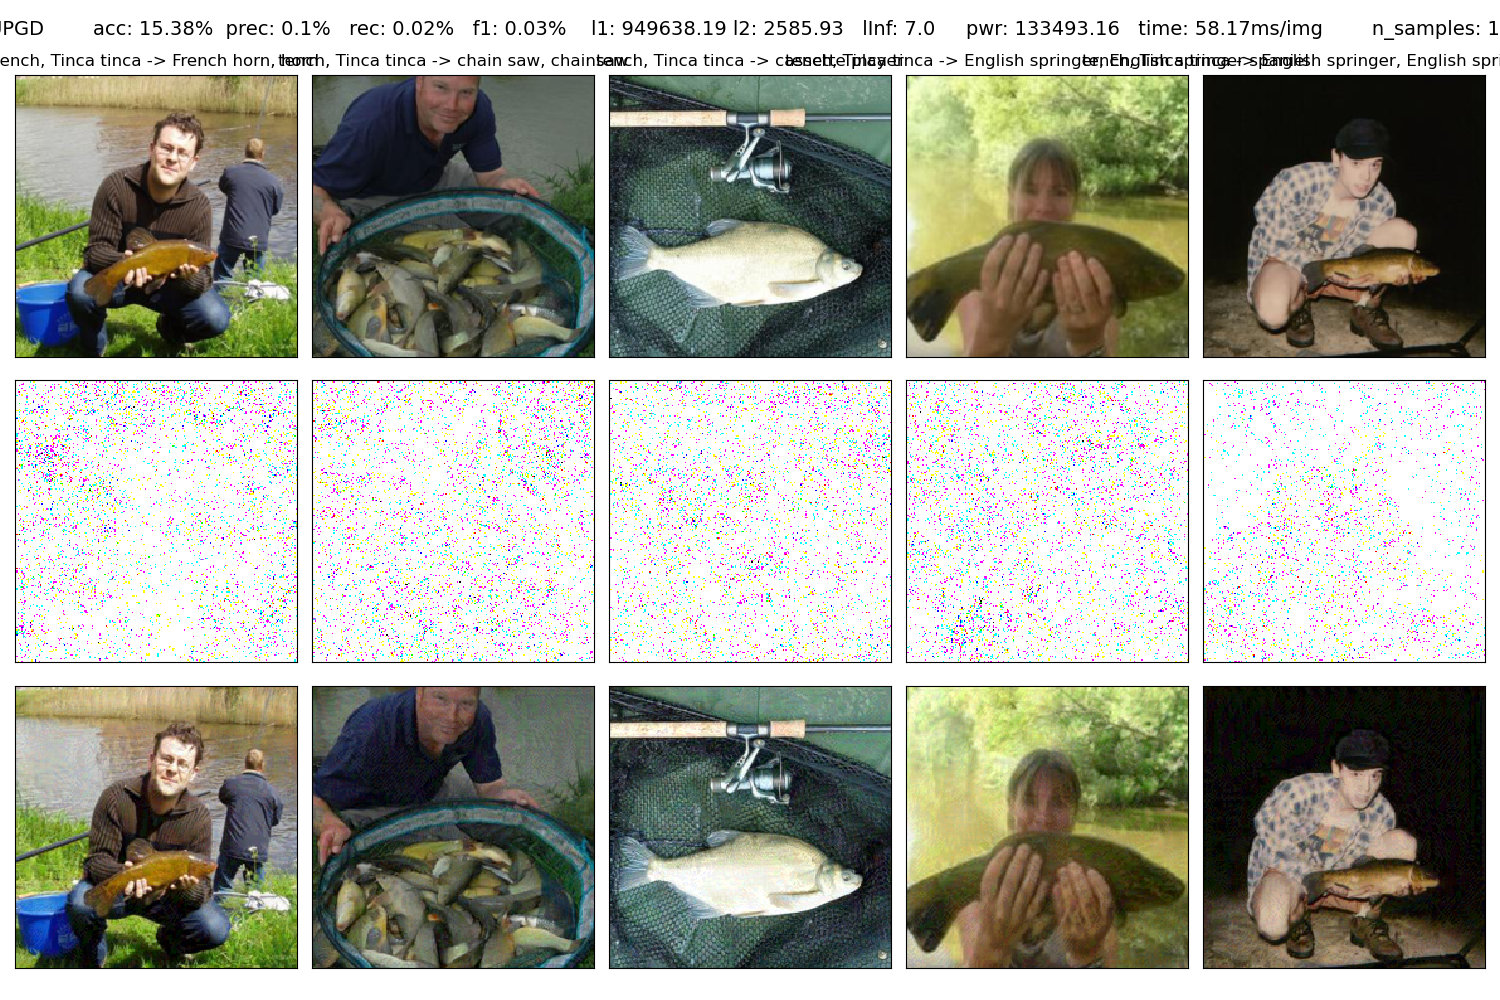 PGD acc: 15.38% prec: 0.1% rec: 0.02% f1: 0.03% l1: 949638.19 l2: 2585.93 lInf: 7.0 pwr: 133493.16 time: 58.17ms/img n_samples: 1
ench, Tinca tinca -> French horn, horn tench, Tinca tinca -> chain saw, chainsaw tench, Tinca tinca -> cassette player tench, Tinca tinca -> English springer, English springer spaniel tench, Tinca tinca -> English springer, English spri